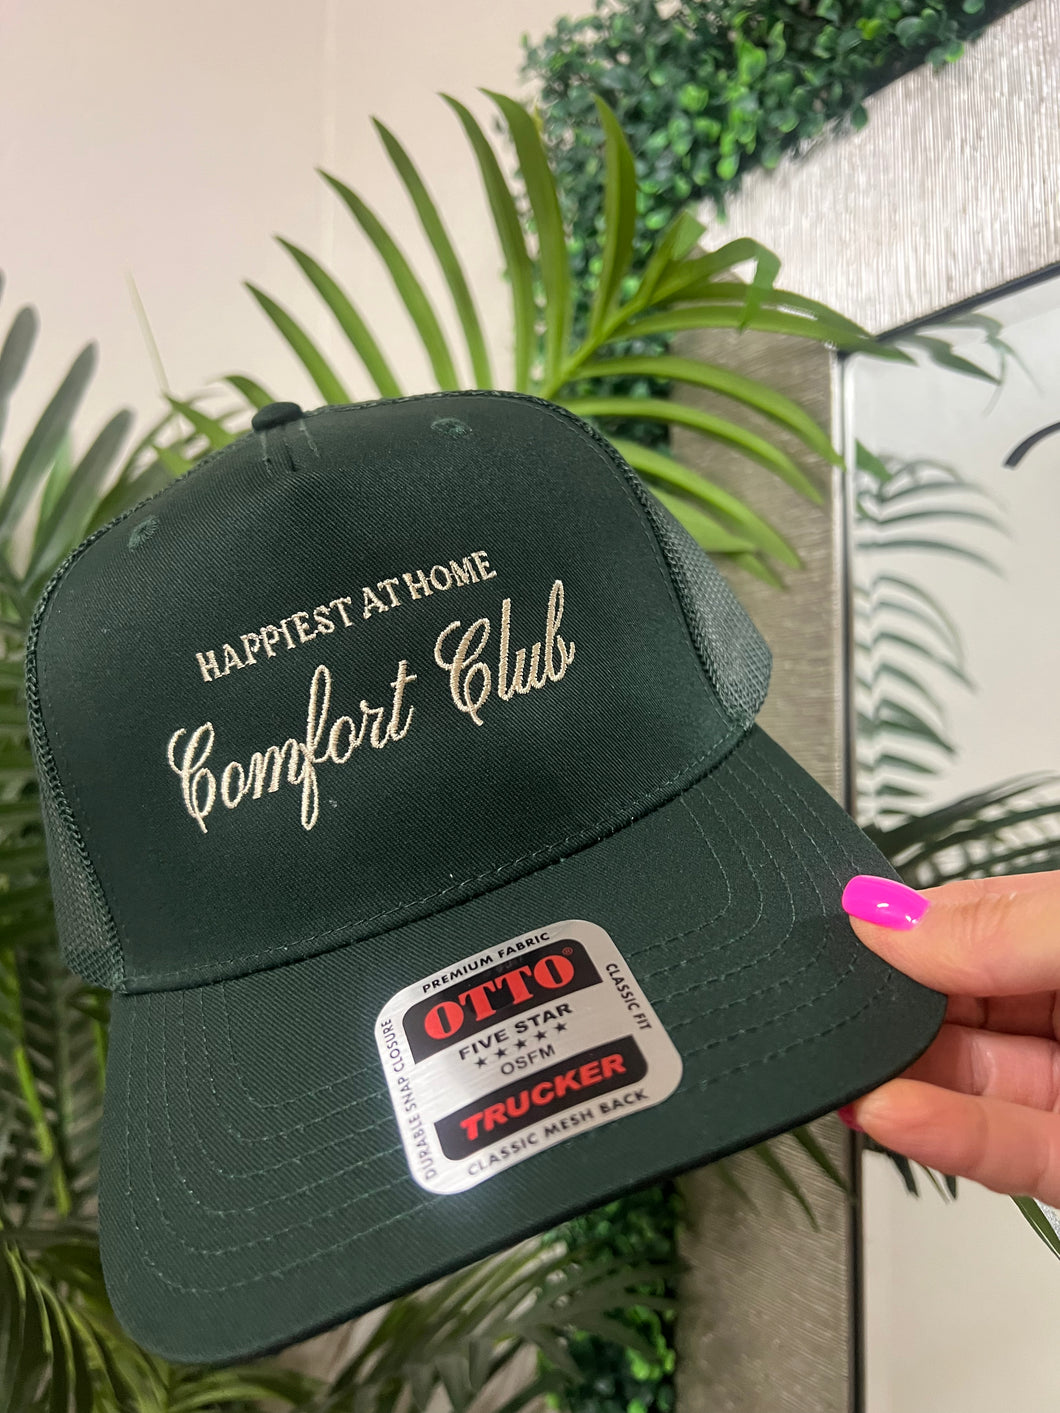 HAPPIEST AT HOME
Comfort Club
PREMIUM FABRIC
OTTO®
FIVE STAR
★★★★★
OSFM
TRUCKER
CLASSIC MESH BACK
DURABLE SNAP CLOSURE
CLASSIC FIT